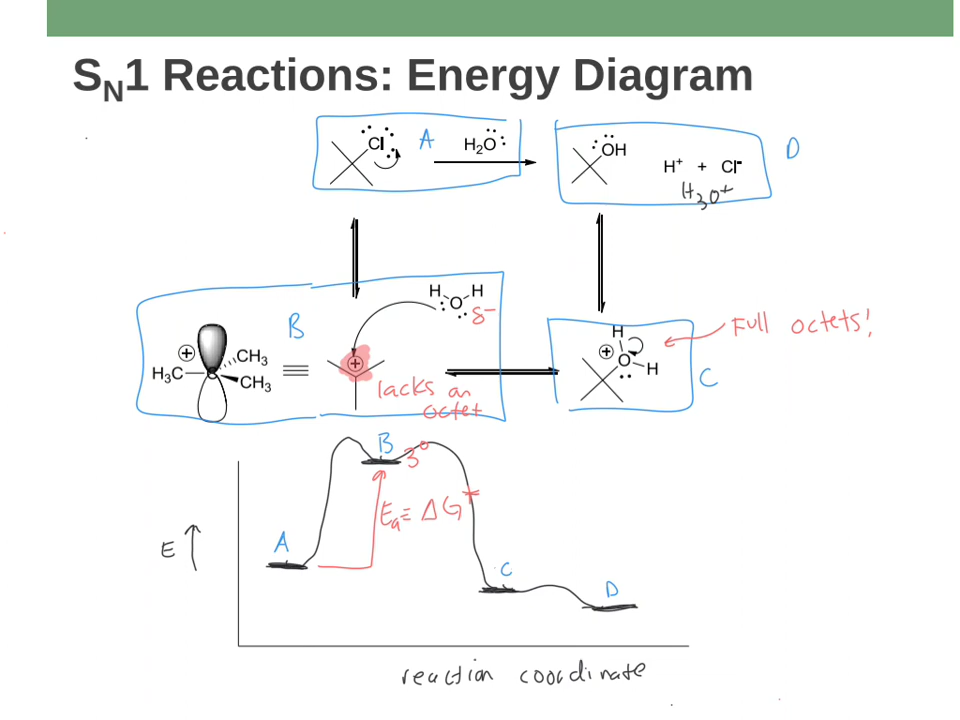 SN1 Reactions: Energy Diagram
Cl A H2O
OH H+ + Cl- D
H3O+
H H
O δ-
B
+ CH3
H3C C CH3
≡
+
lacks an
octet
H
+ O H
C
Full octets!
B 3°
Ea = ΔG‡
E ↑
A
C
D
reaction coordinate